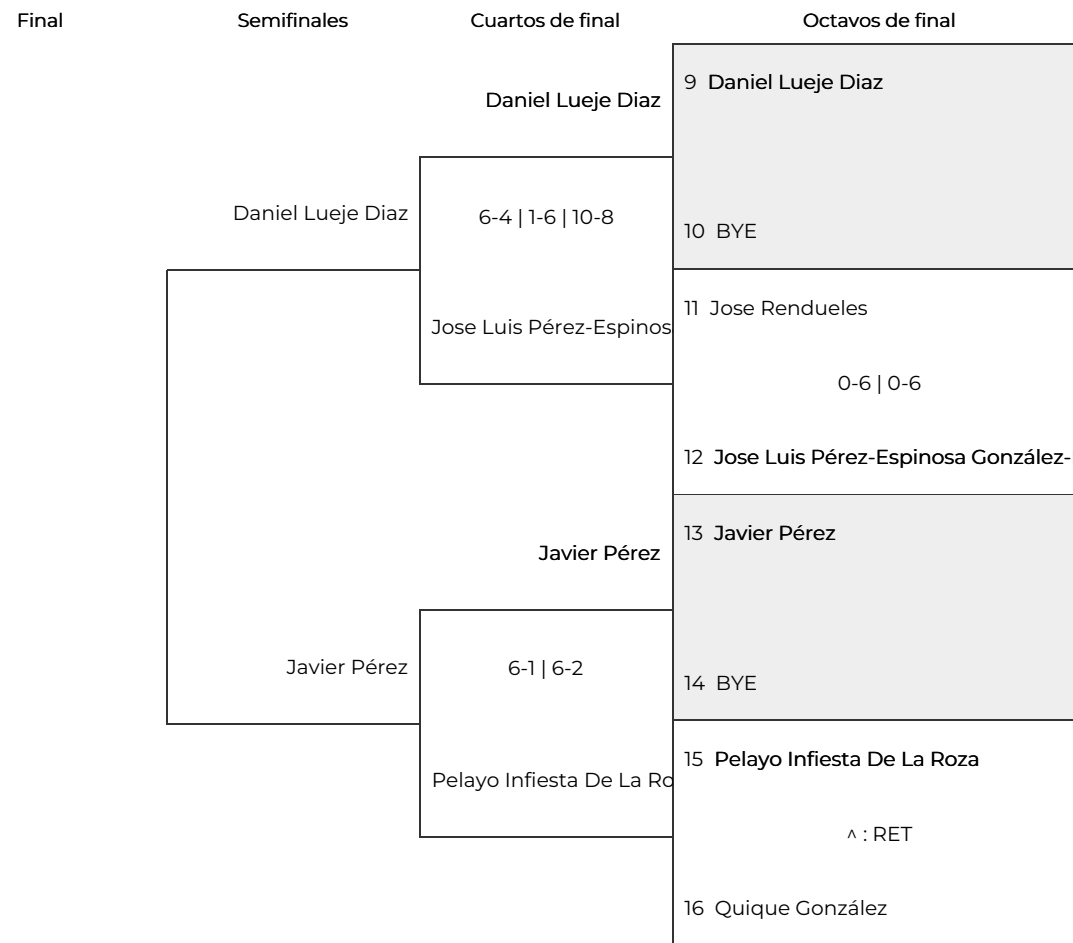 Final
Semifinales
Cuartos de final
Octavos de final
9 Daniel Lueje Diaz
Daniel Lueje Diaz
Daniel Lueje Diaz
6-4 | 1-6 | 10-8
10 BYE
11 Jose Rendueles
Jose Luis Pérez-Espinosa
0-6 | 0-6
12 Jose Luis Pérez-Espinosa González-
13 Javier Pérez
Javier Pérez
Javier Pérez
6-1 | 6-2
14 BYE
15 Pelayo Infiesta De La Roza
Pelayo Infiesta De La Ro
^ : RET
16 Quique González